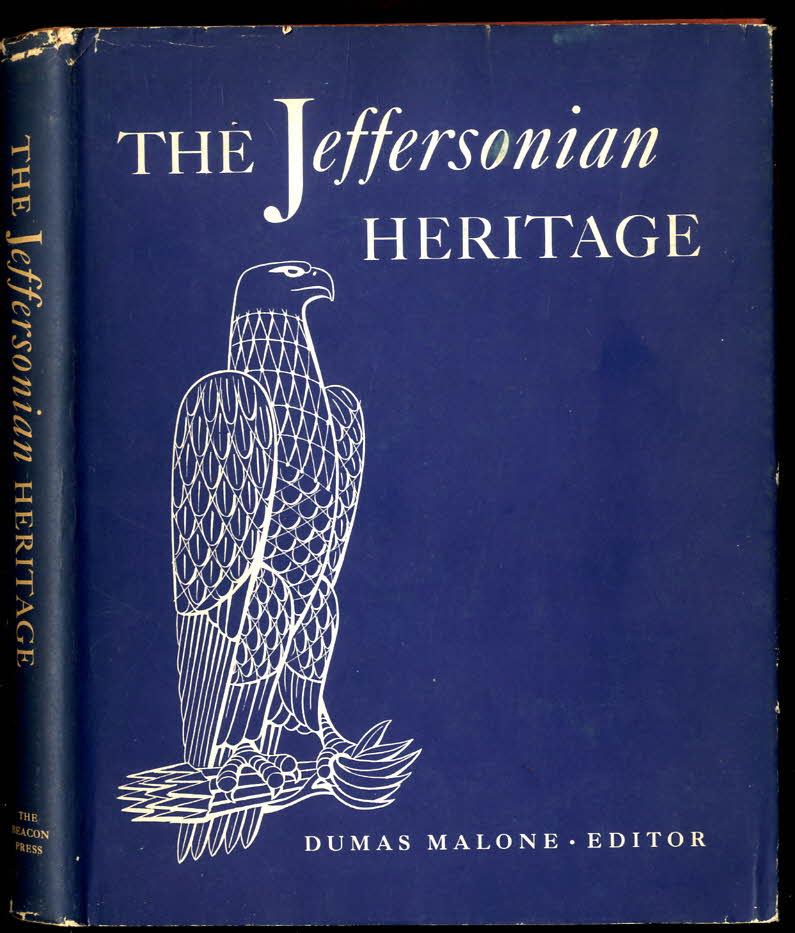 THE Jeffersonian
HERITAGE
DUMAS MALONE · EDITOR
THE Jeffersonian HERITAGE
THE
BEACON
PRESS